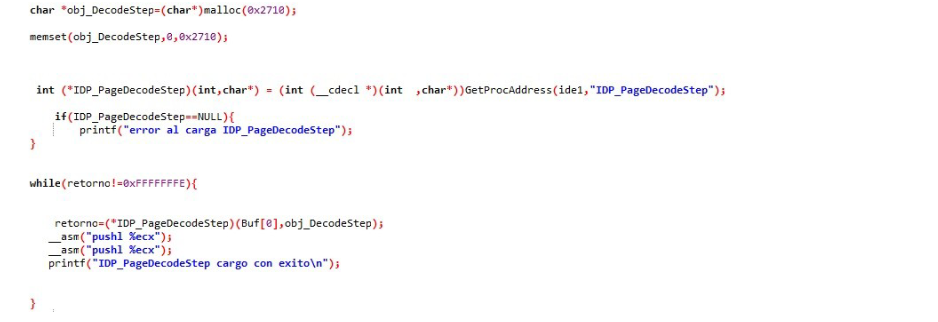 char *obj_DecodeStep=(char*)malloc(0x2710);
memset(obj_DecodeStep,0,0x2710);
int (*IDP_PageDecodeStep)(int,char*) = (int (__cdecl *)(int  ,char*))GetProcAddress(ide1,"IDP_PageDecodeStep");
if(IDP_PageDecodeStep==NULL){
printf("error al carga IDP_PageDecodeStep");
}
while(retorno!=0xFFFFFFFE){
retorno=(*IDP_PageDecodeStep)(Buf[0],obj_DecodeStep);
__asm("pushl %ecx");
__asm("pushl %ecx");
printf("IDP_PageDecodeStep cargo con exito\n");
}